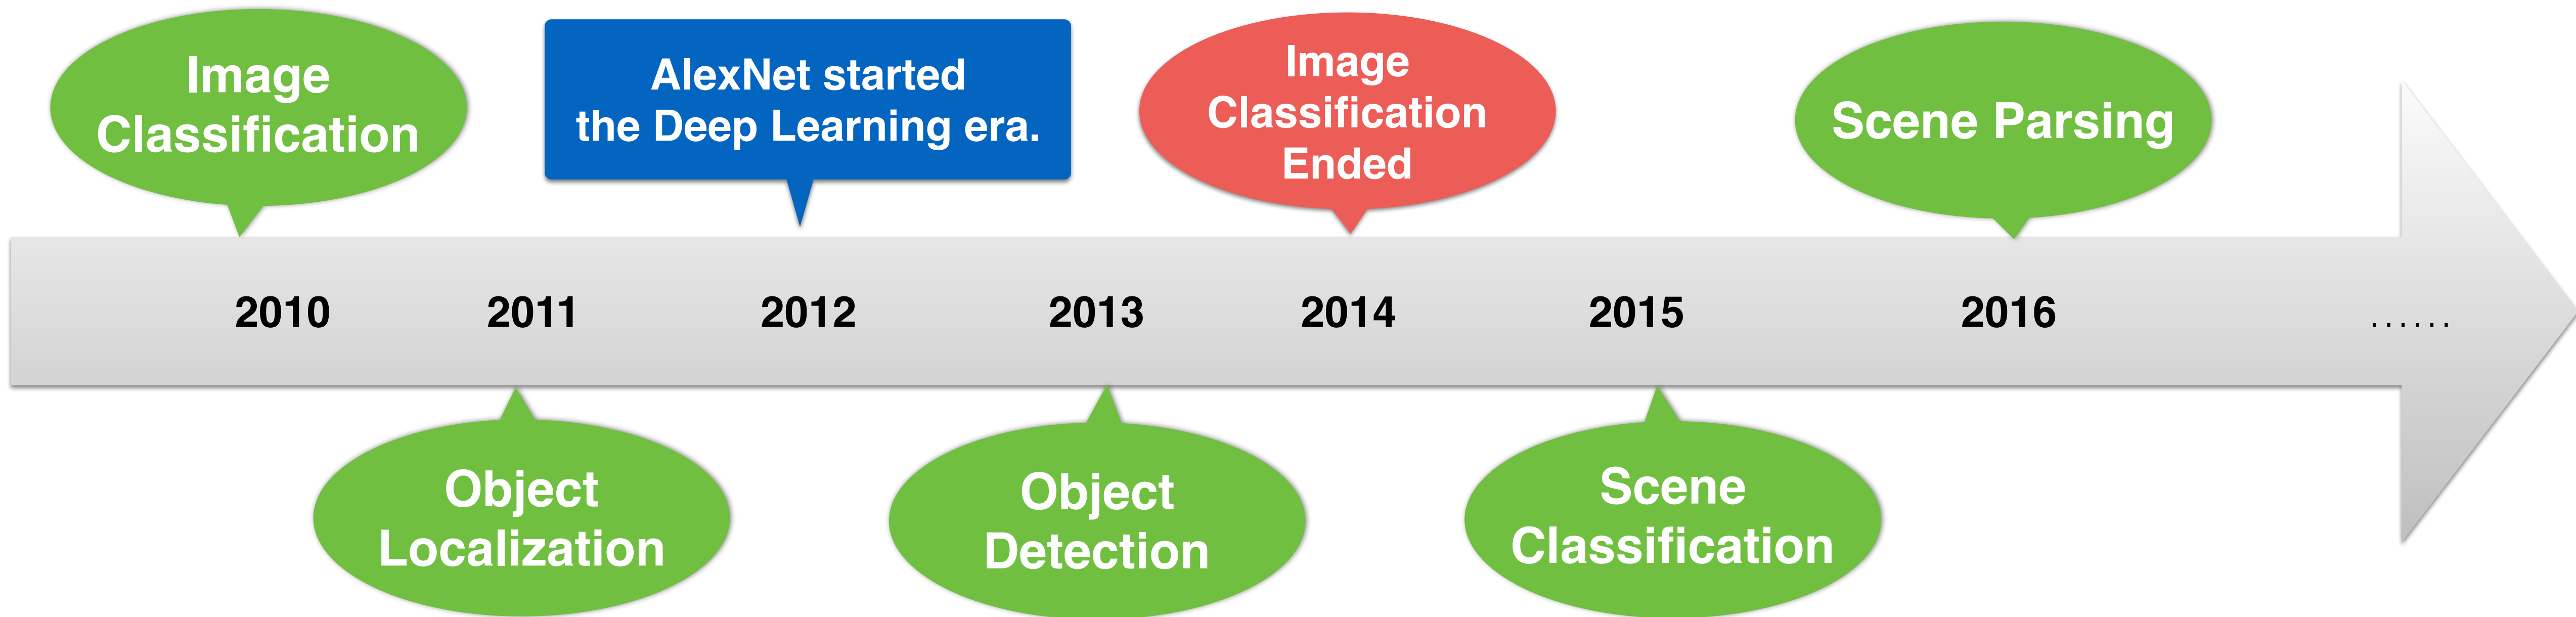 Image
Classification
AlexNet started
the Deep Learning era.
Image
Classification
Ended
Scene Parsing
2010 2011 2012 2013 2014 2015 2016 ......
Object
Localization
Object
Detection
Scene
Classification